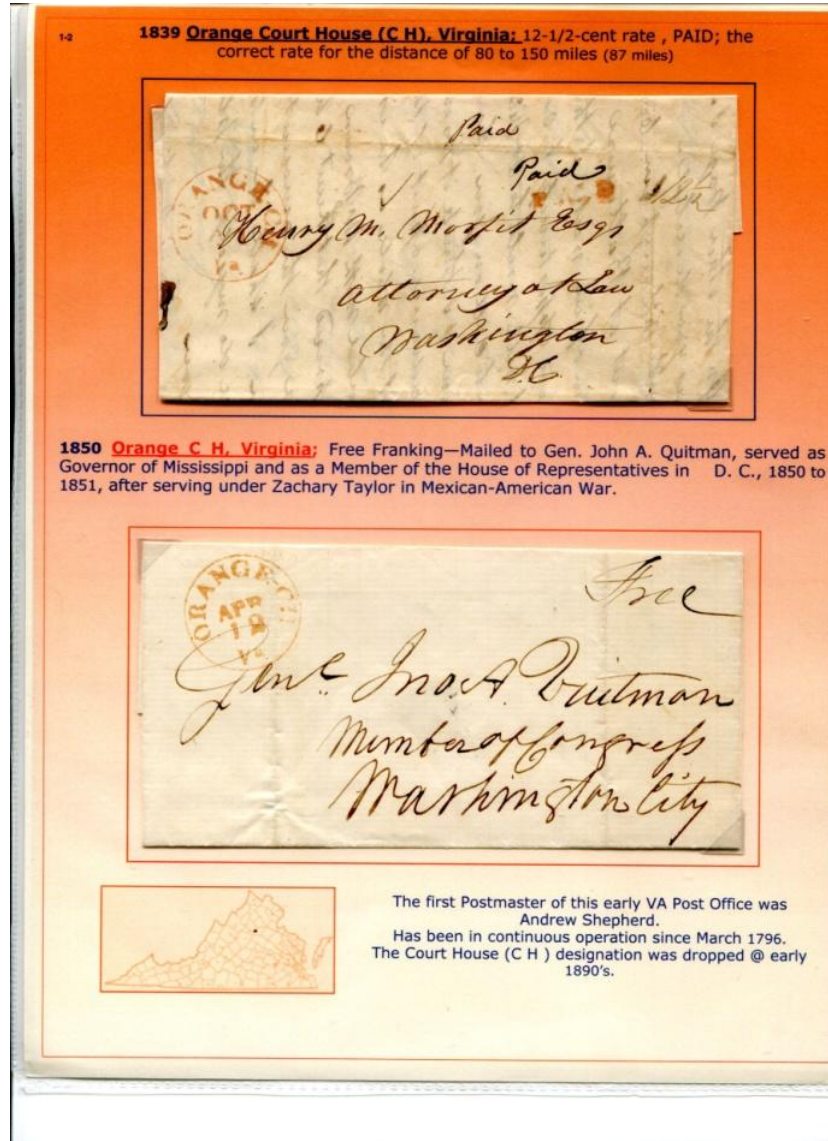 1-2
1839 Orange Court House (C H), Virginia; 12-1/2-cent rate , PAID; the
correct rate for the distance of 80 to 150 miles (87 miles)
Paid
Paid
PAID 12½
ORANGE C.H
OCT
Va.
Henry M. Morfit Esqr
Attorney at Law
Washington
DC
1850 Orange C H, Virginia; Free Franking—Mailed to Gen. John A. Quitman, served as
Governor of Mississippi and as a Member of the House of Representatives in D. C., 1850 to
1851, after serving under Zachary Taylor in Mexican-American War.
ORANGE C.H
APR
Va
Free
Genl. Jno. A. Quitman
Member of Congress
Washington City
The first Postmaster of this early VA Post Office was
Andrew Shepherd.
Has been in continuous operation since March 1796.
The Court House (C H ) designation was dropped @ early
1890's.